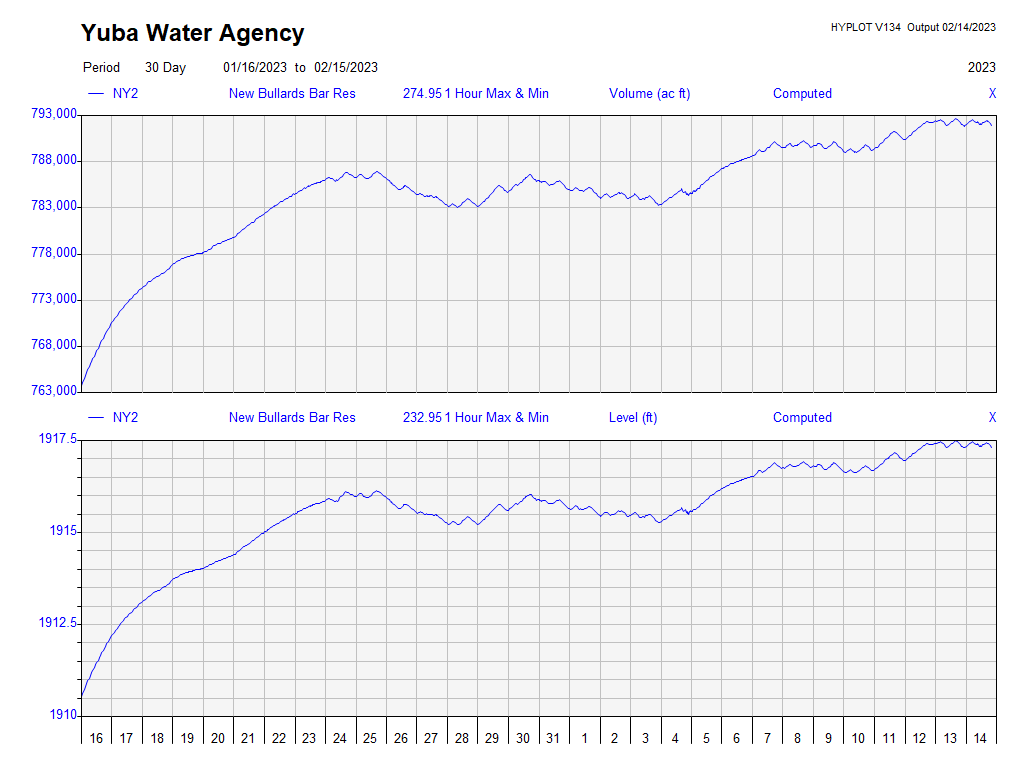 Yuba Water Agency
HYPLOT V134 Output 02/14/2023
Period 30 Day 01/16/2023 to 02/15/2023 2023
NY2 New Bullards Bar Res 274.95 1 Hour Max & Min Volume (ac ft) Computed X
793,000
788,000
783,000
778,000
773,000
768,000
763,000
NY2 New Bullards Bar Res 232.95 1 Hour Max & Min Level (ft) Computed X
1917.5
1915
1912.5
1910
16 17 18 19 20 21 22 23 24 25 26 27 28 29 30 31 1 2 3 4 5 6 7 8 9 10 11 12 13 14